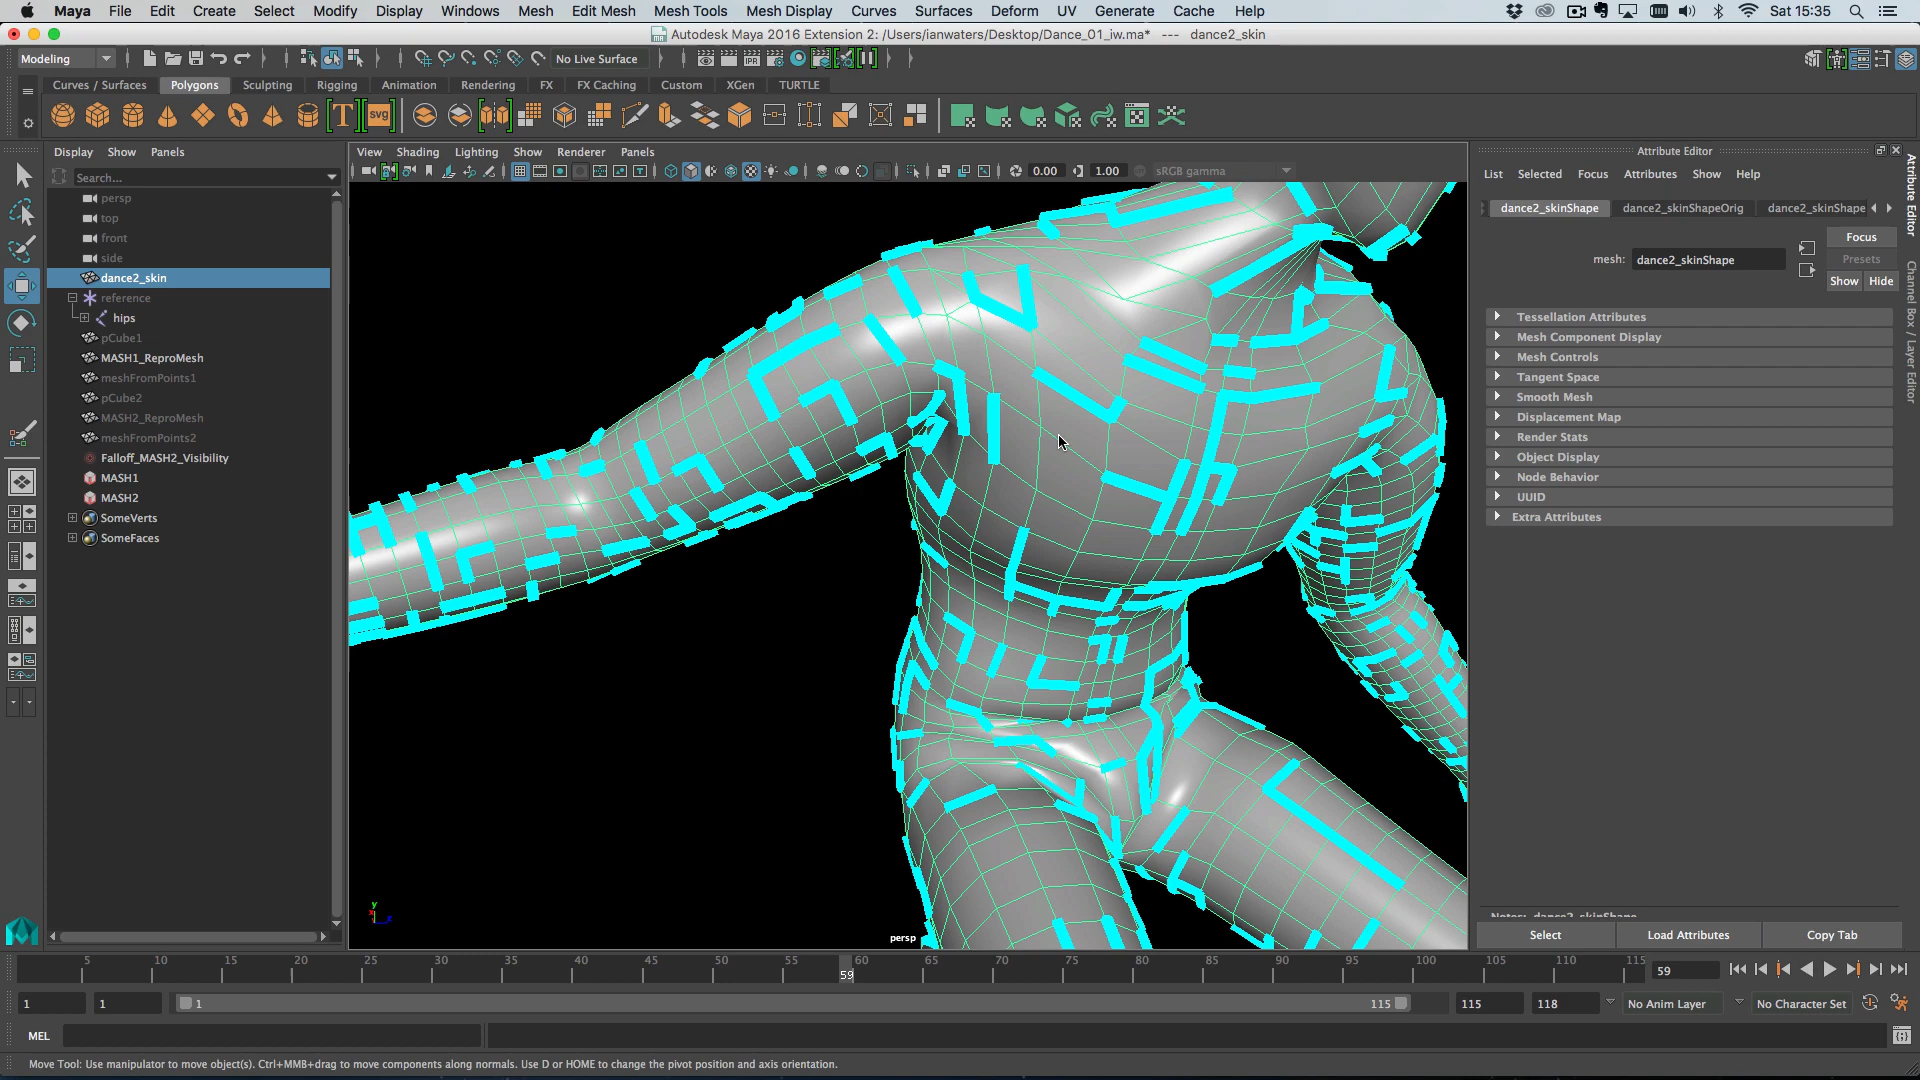 Maya File Edit Create Select Modify Display Windows Mesh Edit Mesh Mesh Tools Mesh Display Curves Surfaces Deform UV Generate Cache Help Sat 15:35
Autodesk Maya 2016 Extension 2: /Users/ianwaters/Desktop/Dance_01_iw.ma* --- dance2_skin
Modeling No Live Surface IPR
Curves / Surfaces Polygons Sculpting Rigging Animation Rendering FX FX Caching Custom XGen TURTLE
T SVG
Display Show Panels
Search...
persp
top
front
side
dance2_skin
reference
hips
pCube1
MASH1_ReproMesh
meshFromPoints1
pCube2
MASH2_ReproMesh
meshFromPoints2
Falloff_MASH2_Visibility
MASH1
MASH2
SomeVerts
SomeFaces
View Shading Lighting Show Renderer Panels
0.00 1.00 sRGB gamma
y
x
z
persp
Attribute Editor
List Selected Focus Attributes Show Help
dance2_skinShape dance2_skinShapeOrig dance2_skinShape
Focus
mesh: dance2_skinShape Presets
Show Hide
Tessellation Attributes
Mesh Component Display
Mesh Controls
Tangent Space
Smooth Mesh
Displacement Map
Render Stats
Object Display
Node Behavior
UUID
Extra Attributes
Notes: dance2_skinShape
Select Load Attributes Copy Tab
Attribute Editor
Channel Box / Layer Editor
5 10 15 20 25 30 35 40 45 50 55 60 65 70 75 80 85 90 95 100 105 110 115
59 59
1 1 1 115 115 118 No Anim Layer No Character Set
MEL
Move Tool: Use manipulator to move object(s). Ctrl+MMB+drag to move components along normals. Use D or HOME to change the pivot position and axis orientation.